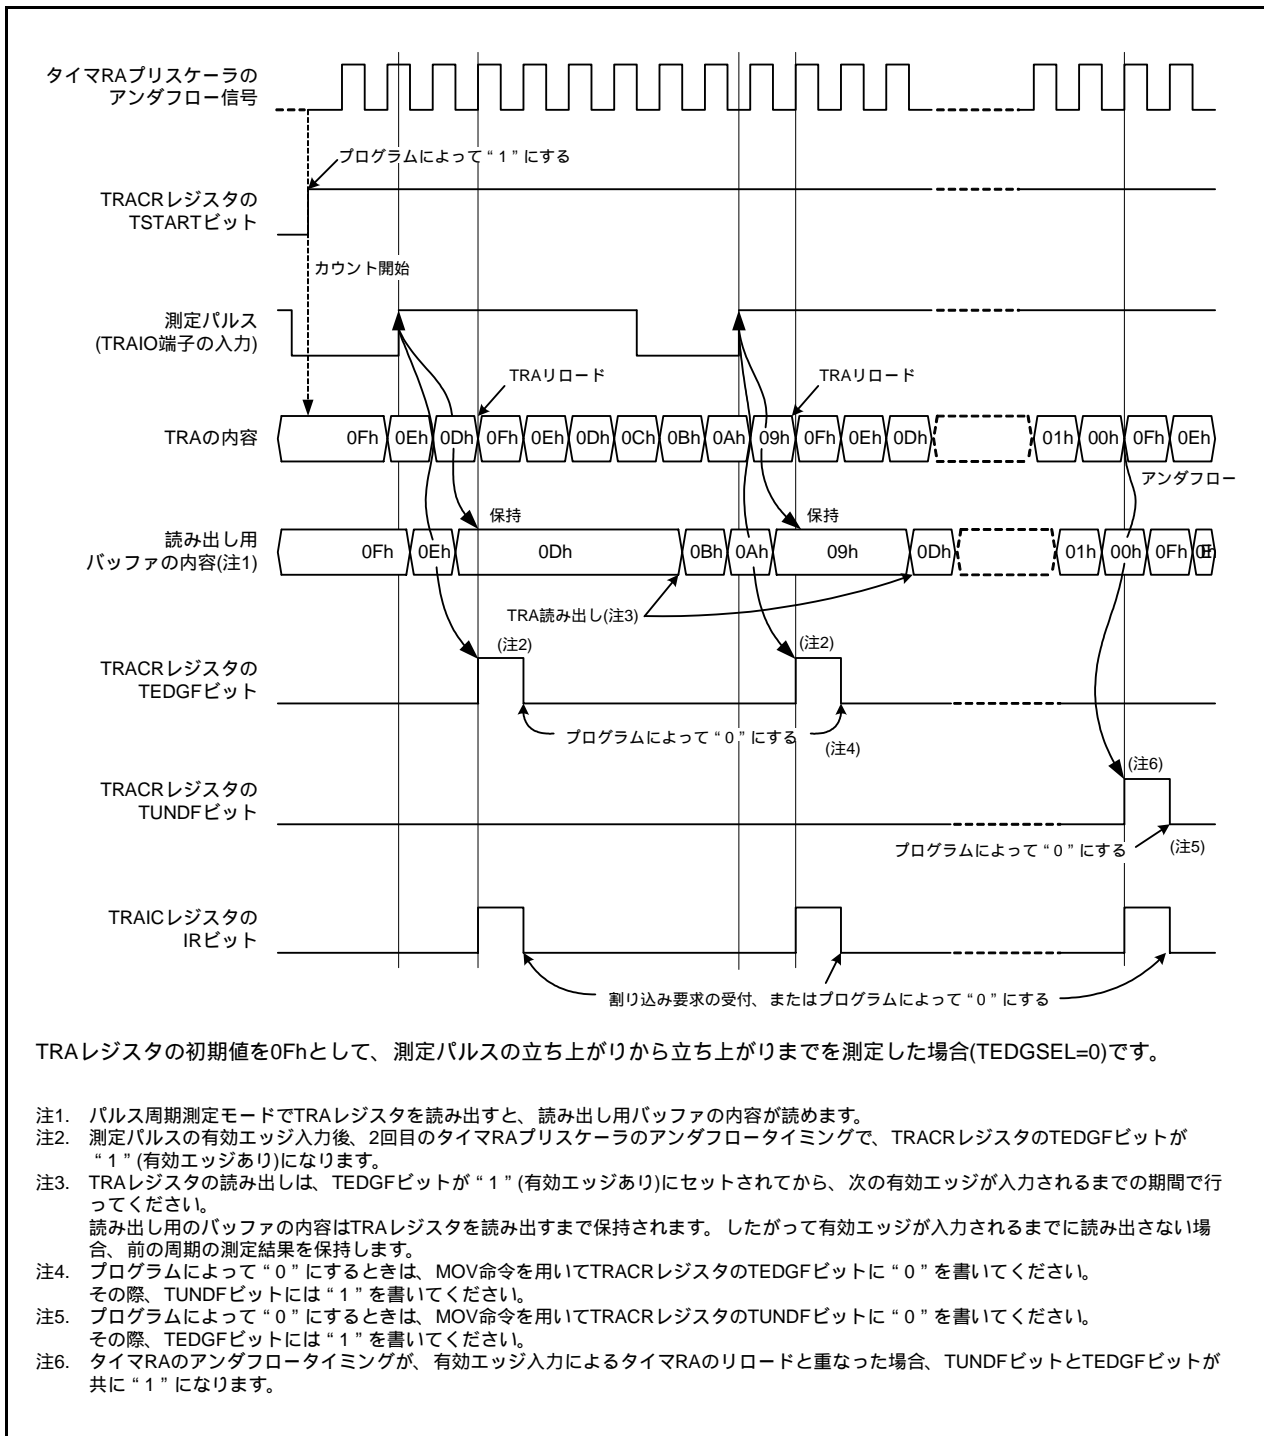 タイマRAプリスケーラの
アンダフロー信号
プログラムによって“1”にする
TRACRレジスタの
TSTARTビット
カウント開始
測定パルス
(TRAIO端子の入力)
TRAリロード
TRAリロード
TRAの内容
0Fh 0Eh 0Dh 0Fh 0Eh 0Dh 0Ch 0Bh 0Ah 09h 0Fh 0Eh 0Dh 01h 00h 0Fh 0Eh
アンダフロー
保持
保持
読み出し用
バッファの内容(注1)
0Fh 0Eh 0Dh 0Bh 0Ah 09h 0Dh 01h 00h 0Fh
TRA読み出し(注3)
(注2)
(注2)
TRACRレジスタの
TEDGFビット
プログラムによって“0”にする
(注4)
(注6)
TRACRレジスタの
TUNDFビット
プログラムによって“0”にする
(注5)
TRAICレジスタの
IRビット
割り込み要求の受付、またはプログラムによって“0”にする
TRAレジスタの初期値を0Fhとして、測定パルスの立ち上がりから立ち上がりまでを測定した場合(TEDGSEL=0)です。
注1. パルス周期測定モードでTRAレジスタを読み出すと、読み出し用バッファの内容が読めます。
注2. 測定パルスの有効エッジ入力後、2回目のタイマRAプリスケーラのアンダフロータイミングで、TRACRレジスタのTEDGFビットが
“1”(有効エッジあり)になります。
注3. TRAレジスタの読み出しは、TEDGFビットが“1”(有効エッジあり)にセットされてから、次の有効エッジが入力されるまでの期間で行
ってください。
読み出し用のバッファの内容はTRAレジスタを読み出すまで保持されます。したがって有効エッジが入力されるまでに読み出さない場
合、前の周期の測定結果を保持します。
注4. プログラムによって“0”にするときは、MOV命令を用いてTRACRレジスタのTEDGFビットに“0”を書いてください。
その際、TUNDFビットには“1”を書いてください。
注5. プログラムによって“0”にするときは、MOV命令を用いてTRACRレジスタのTUNDFビットに“0”を書いてください。
その際、TEDGFビットには“1”を書いてください。
注6. タイマRAのアンダフロータイミングが、有効エッジ入力によるタイマRAのリロードと重なった場合、TUNDFビットとTEDGFビットが
共に“1”になります。